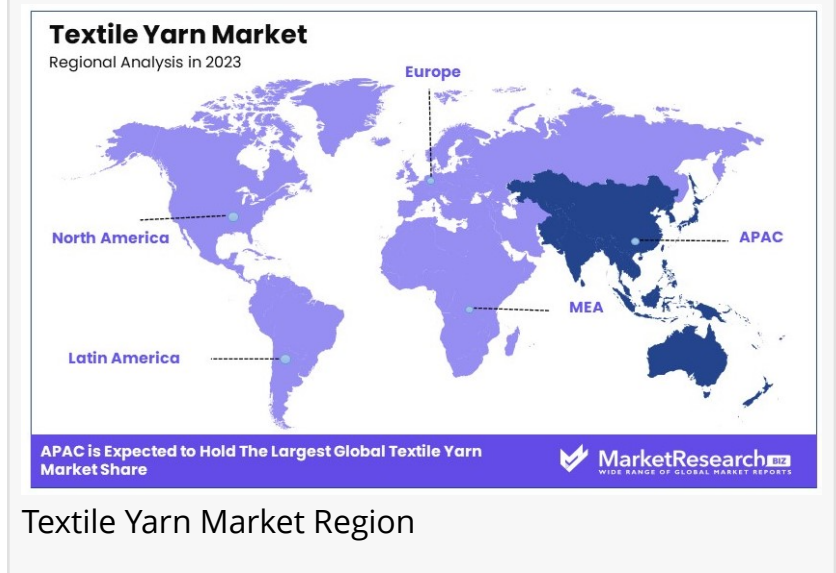 Textile Yarn Market
Regional Analysis in 2023
Europe
North America
APAC
MEA
Latin America
APAC is Expected to Hold The Largest Global Textile Yarn
Market Share
MarketResearch BIZ
WIDE RANGE OF GLOBAL MARKET REPORTS
Textile Yarn Market Region